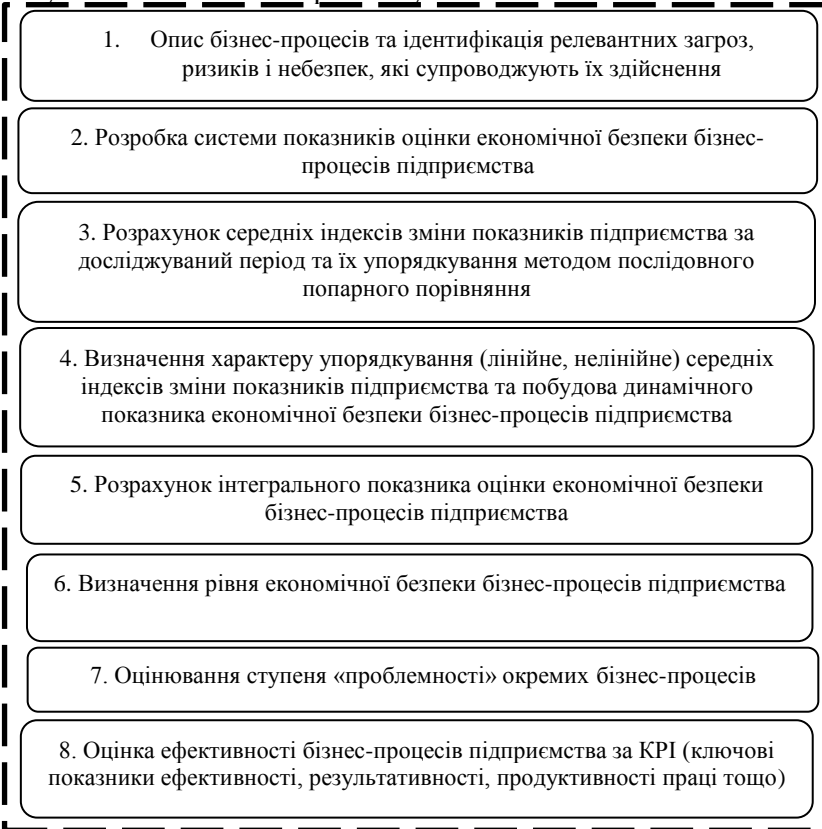 1. Опис бізнес-процесів та ідентифікація релевантних загроз,
ризиків і небезпек, які супроводжують їх здійснення
2. Розробка системи показників оцінки економічної безпеки бізнес-
процесів підприємства
3. Розрахунок середніх індексів зміни показників підприємства за
досліджуваний період та їх упорядкування методом послідовного
попарного порівняння
4. Визначення характеру упорядкування (лінійне, нелінійне) середніх
індексів зміни показників підприємства та побудова динамічного
показника економічної безпеки бізнес-процесів підприємства
5. Розрахунок інтегрального показника оцінки економічної безпеки
бізнес-процесів підприємства
6. Визначення рівня економічної безпеки бізнес-процесів підприємства
7. Оцінювання ступеня «проблемності» окремих бізнес-процесів
8. Оцінка ефективності бізнес-процесів підприємства за KPI (ключові
показники ефективності, результативності, продуктивності праці тощо)